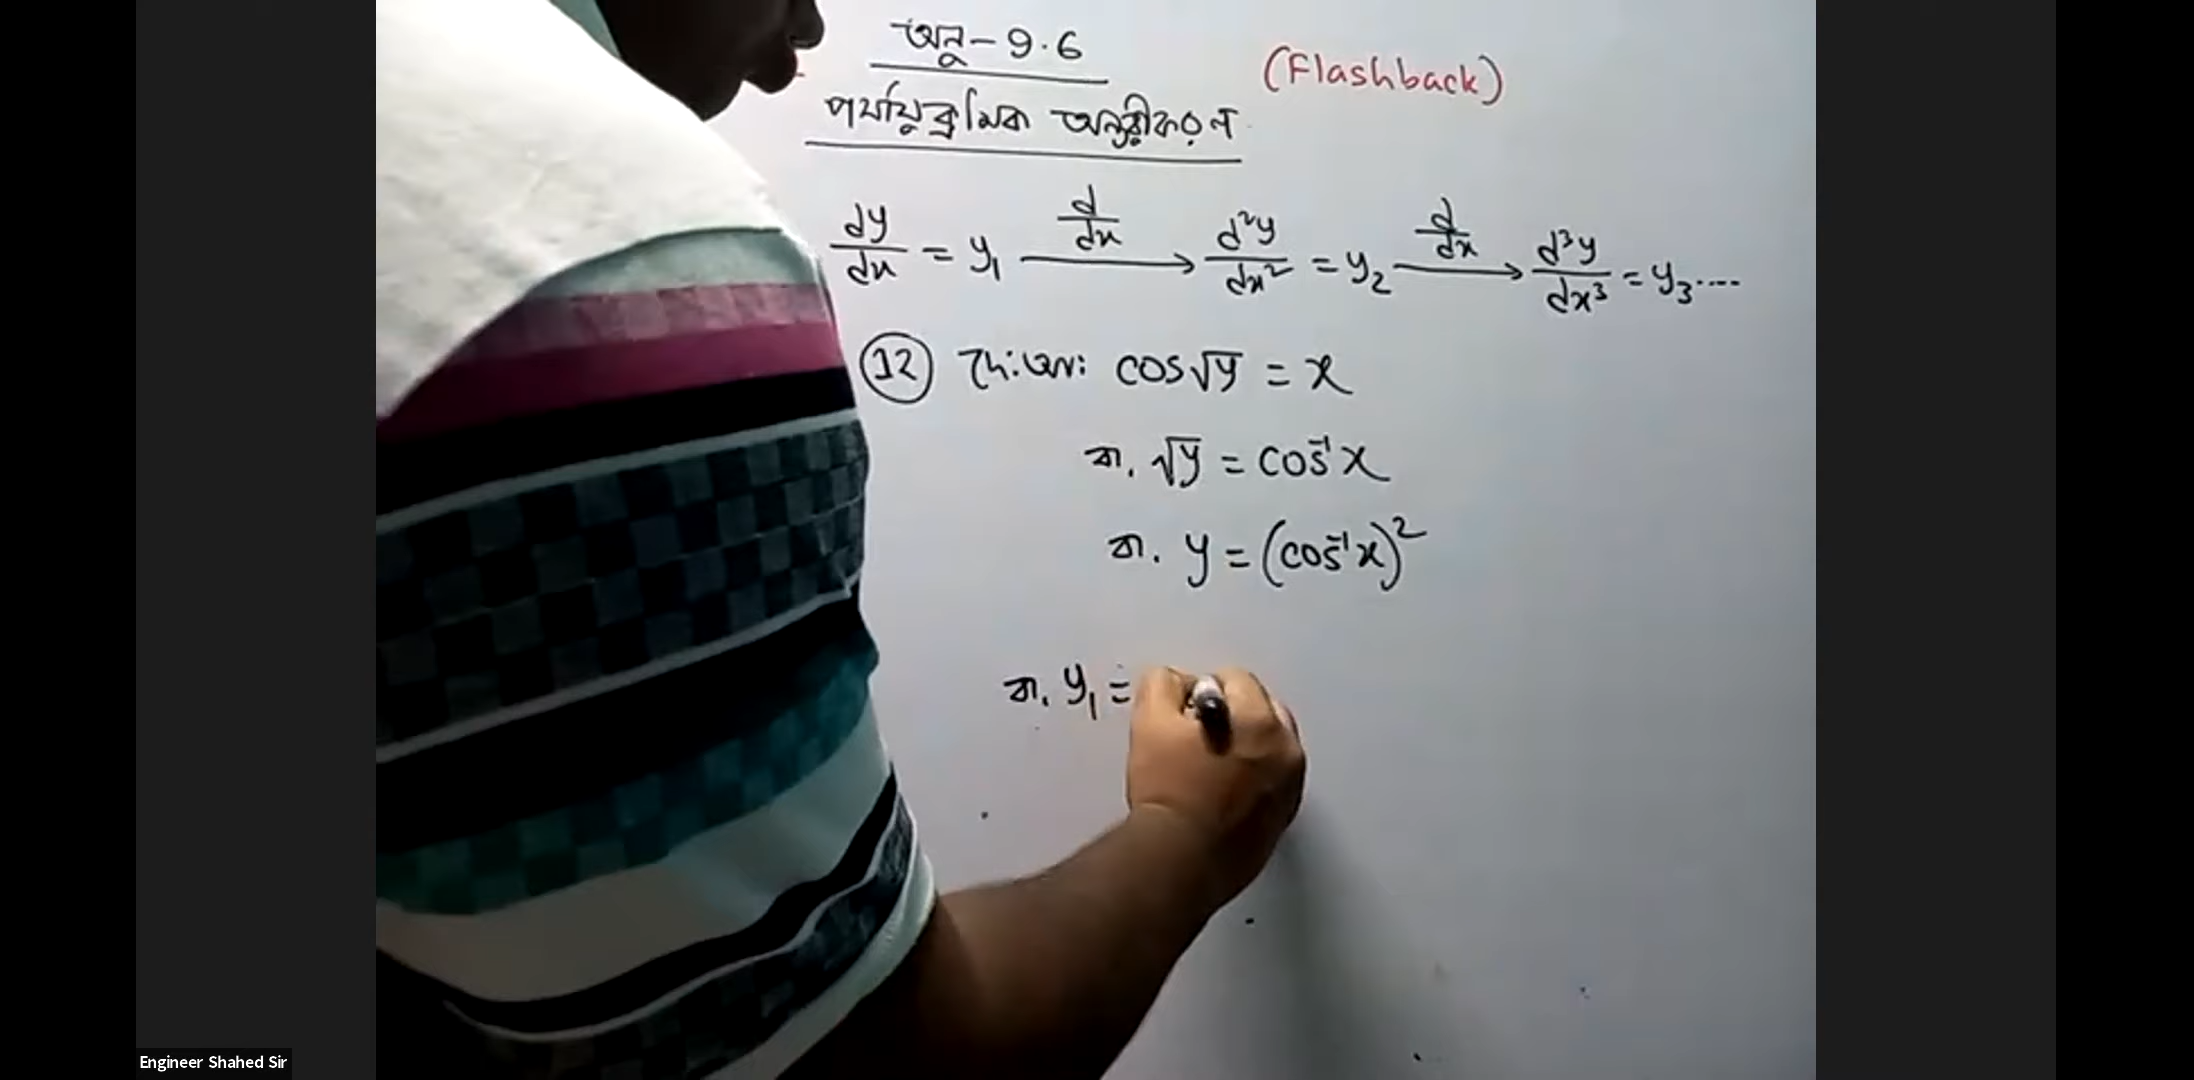 অনু-9.6
(Flashback)
পর্যায়ক্রমিক অন্তরীকরণ
dy/dx = y₁ —d/dx→ d²y/dx² = y₂ —d/dx→ d³y/dx³ = y₃....
(12) দে:আ: cos√y = x
বা, √y = cos⁻¹x
বা, y = (cos⁻¹x)²
বা, y₁ =
Engineer Shahed Sir